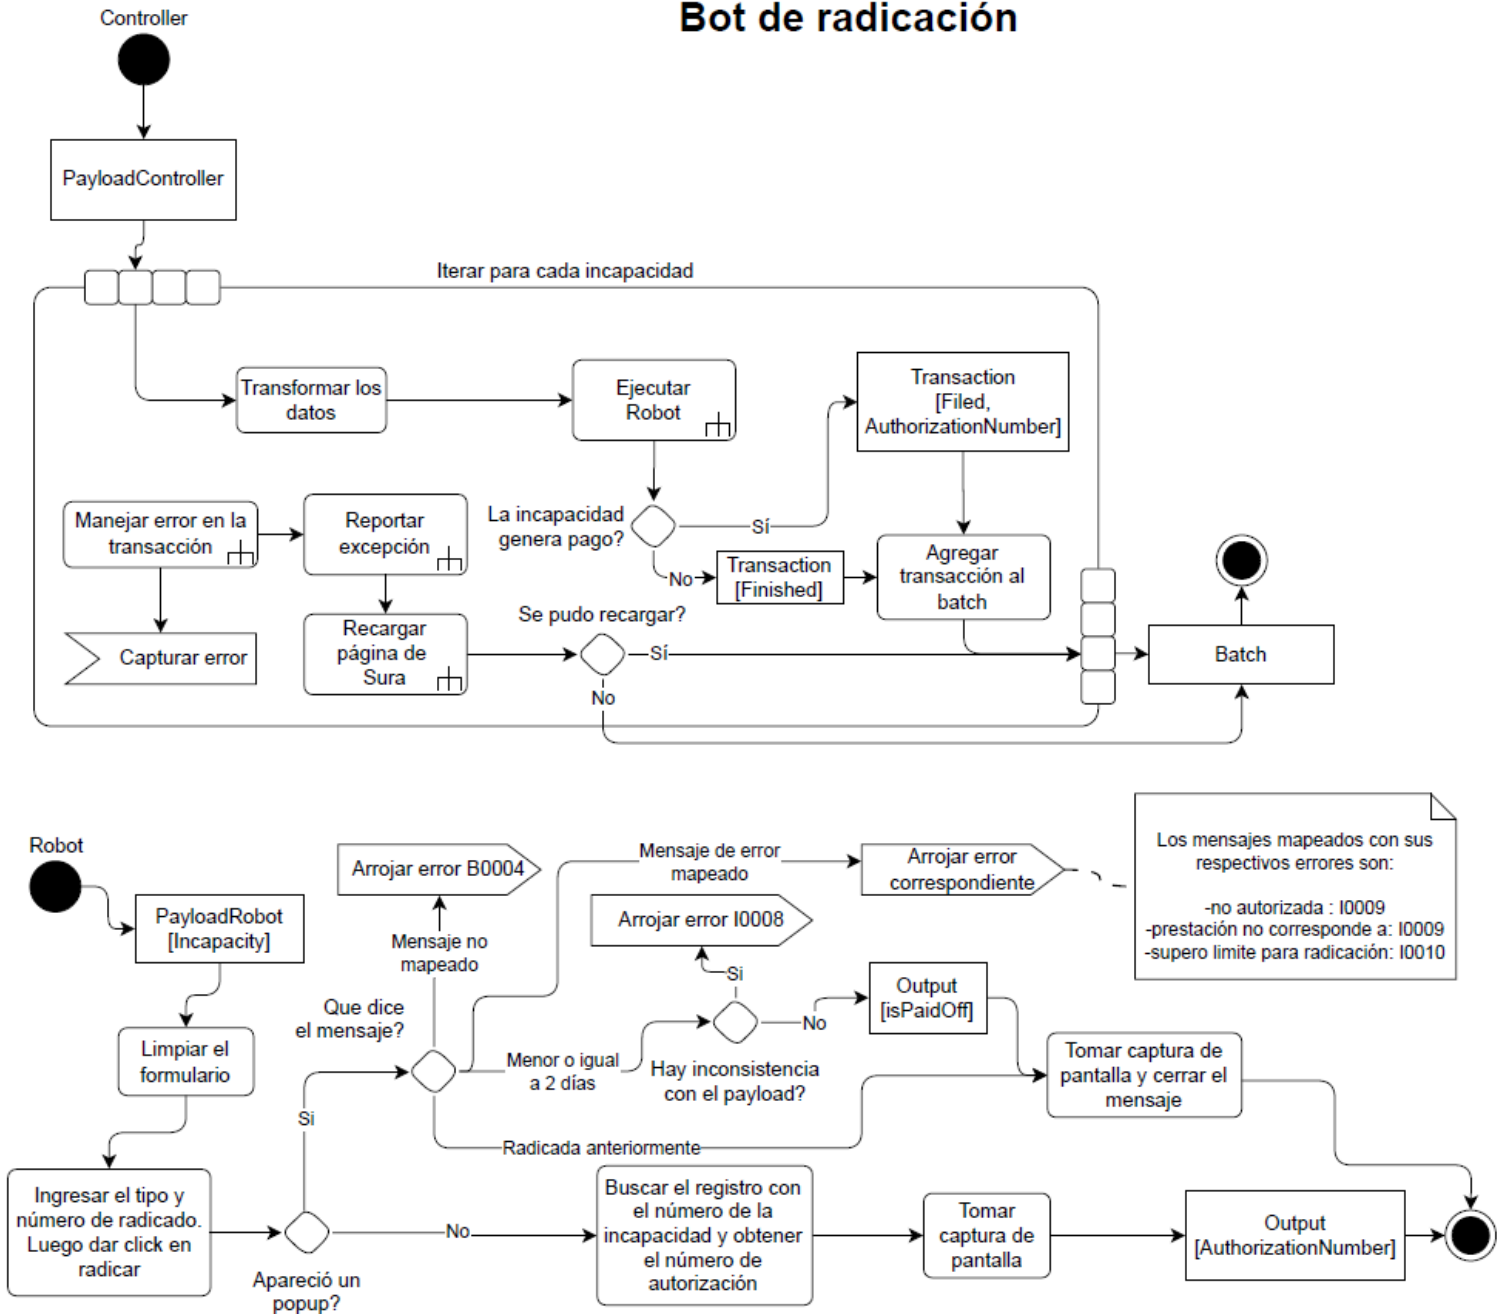 Bot de radicación
Controller
PayloadController
Iterar para cada incapacidad
Transformar los
datos
Ejecutar
Robot
Transaction
[Filed,
AuthorizationNumber]
La incapacidad
genera pago?
Sí
No
Transaction
[Finished]
Agregar
transacción al
batch
Manejar error en la
transacción
Reportar
excepción
Capturar error
Recargar
página de
Sura
Se pudo recargar?
Sí
No
Batch
Robot
PayloadRobot
[Incapacity]
Limpiar el
formulario
Ingresar el tipo y
número de radicado.
Luego dar click en
radicar
Apareció un
popup?
Si
No
Que dice
el mensaje?
Mensaje no
mapeado
Arrojar error B0004
Mensaje de error
mapeado
Arrojar error
correspondiente
Los mensajes mapeados con sus
respectivos errores son:
-no autorizada : I0009
-prestación no corresponde a: I0009
-supero limite para radicación: I0010
Menor o igual
a 2 días
Hay inconsistencia
con el payload?
Si
Arrojar error I0008
No
Output
[isPaidOff]
Radicada anteriormente
Tomar captura de
pantalla y cerrar el
mensaje
Buscar el registro con
el número de la
incapacidad y obtener
el número de
autorización
Tomar
captura de
pantalla
Output
[AuthorizationNumber]